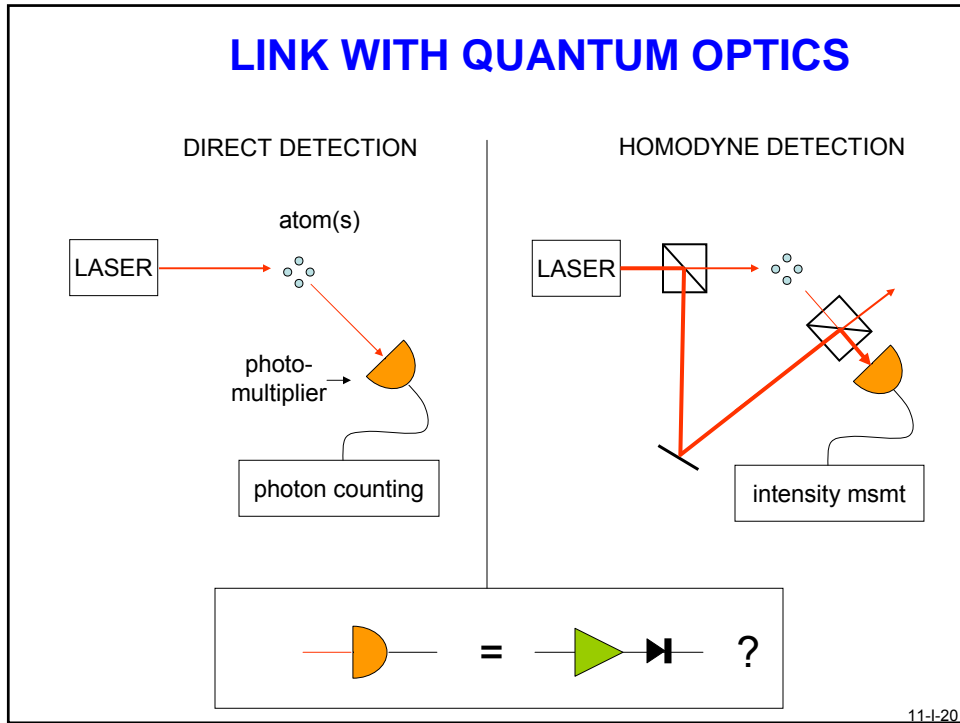 LINK WITH QUANTUM OPTICS
DIRECT DETECTION
atom(s)
LASER
photo-
multiplier
photon counting
HOMODYNE DETECTION
LASER
intensity msmt
= ?
11-I-20